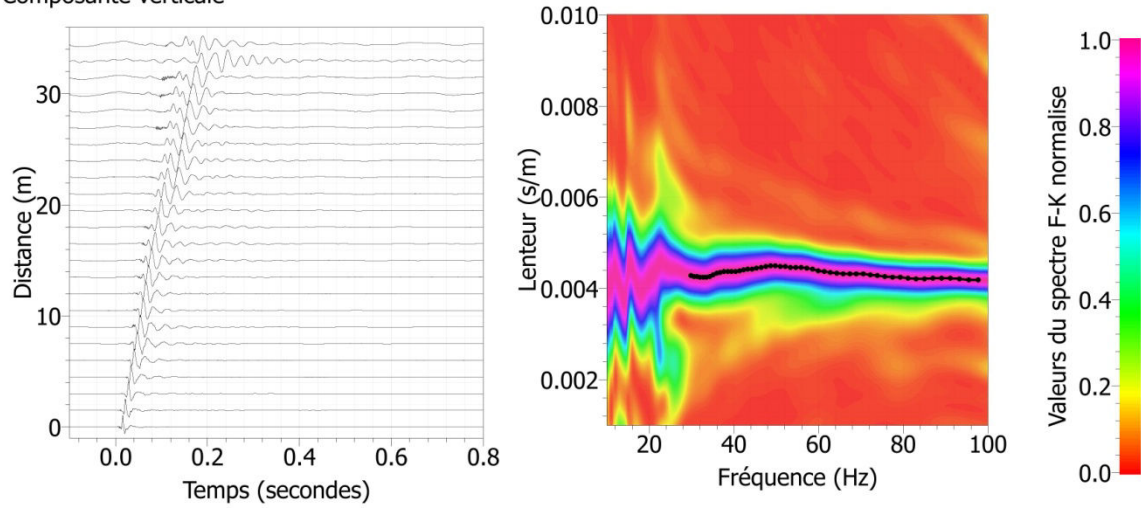 Composante verticale
Distance (m)
30
20
10
0
0.0 0.2 0.4 0.6 0.8
Temps (secondes)
Lenteur (s/m)
0.010
0.008
0.006
0.004
0.002
20 40 60 80 100
Fréquence (Hz)
Valeurs du spectre F-K normalise
1.0
0.8
0.6
0.4
0.2
0.0